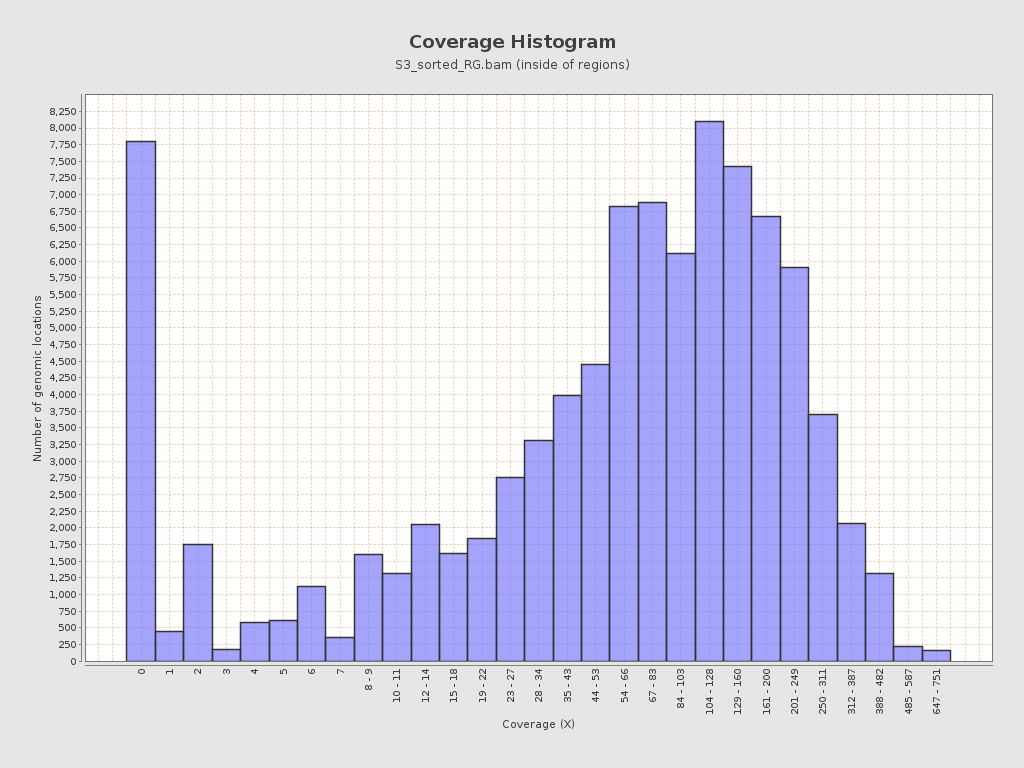 Coverage Histogram
S3_sorted_RG.bam (inside of regions)
8,250
8,000
7,750
7,500
7,250
7,000
6,750
6,500
6,250
6,000
5,750
5,500
5,250
5,000
4,750
4,500
4,250
4,000
3,750
3,500
3,250
3,000
2,750
2,500
2,250
2,000
1,750
1,500
1,250
1,000
750
500
250
0
Number of genomic locations
0
1
2
3
4
5
6
7
8 - 9
10 - 11
12 - 14
15 - 18
19 - 22
23 - 27
28 - 34
35 - 43
44 - 53
54 - 66
67 - 83
84 - 103
104 - 128
129 - 160
161 - 200
201 - 249
250 - 311
312 - 387
388 - 482
485 - 587
647 - 751
Coverage (X)